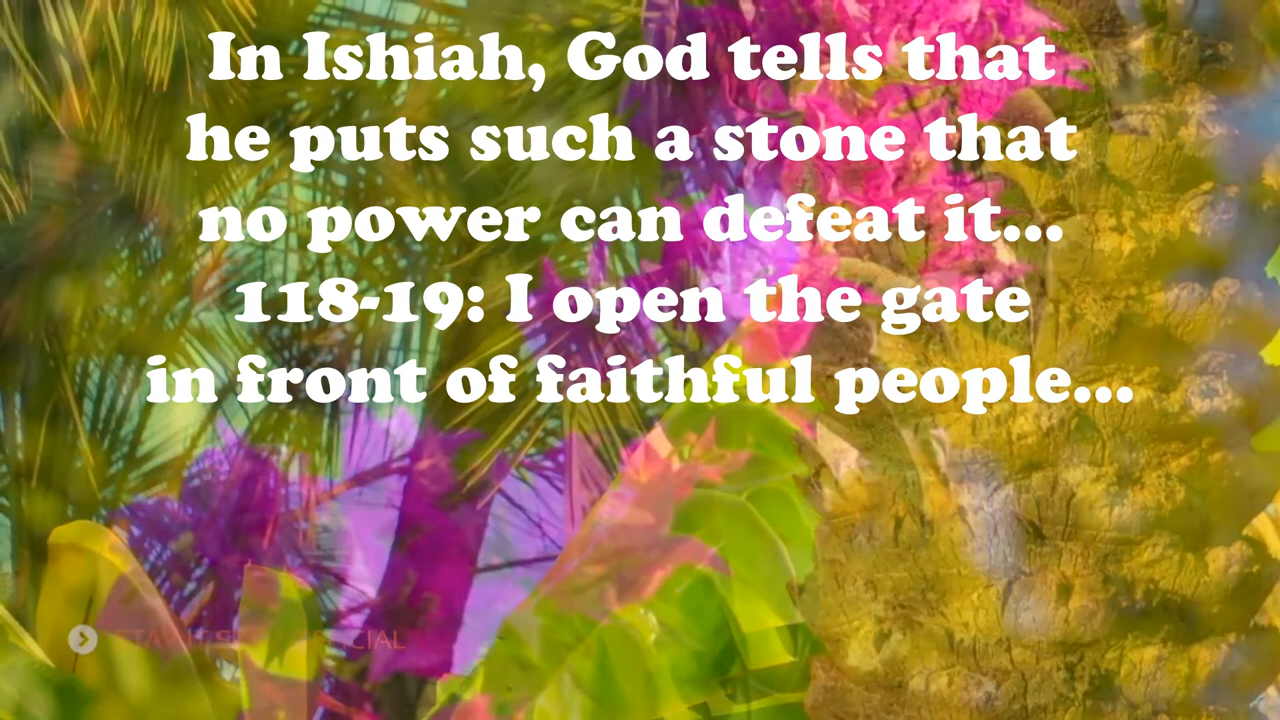 In Ishiah, God tells that
he puts such a stone that
no power can defeat it...
118-19: I open the gate
in front of faithful people...